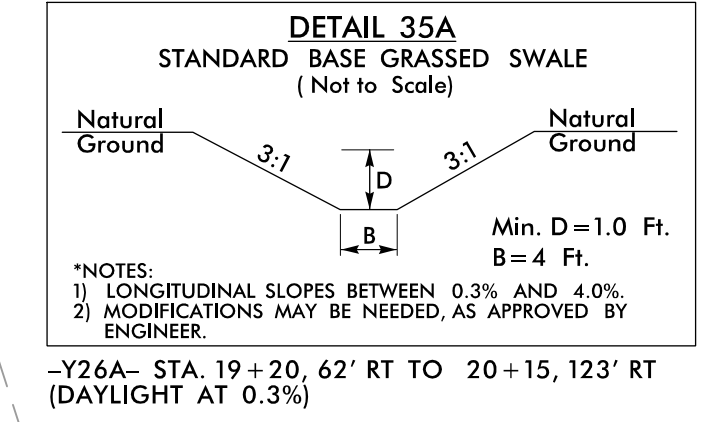 DETAIL 35A
STANDARD BASE GRASSED SWALE
( Not to Scale)
Natural
Ground
3:1
D
3:1
Natural
Ground
B
Min. D=1.0 Ft.
B=4 Ft.
*NOTES:
1) LONGITUDINAL SLOPES BETWEEN 0.3% AND 4.0%.
2) MODIFICATIONS MAY BE NEEDED, AS APPROVED BY
ENGINEER.
–Y26A– STA. 19+20, 62' RT TO 20+15, 123' RT
(DAYLIGHT AT 0.3%)